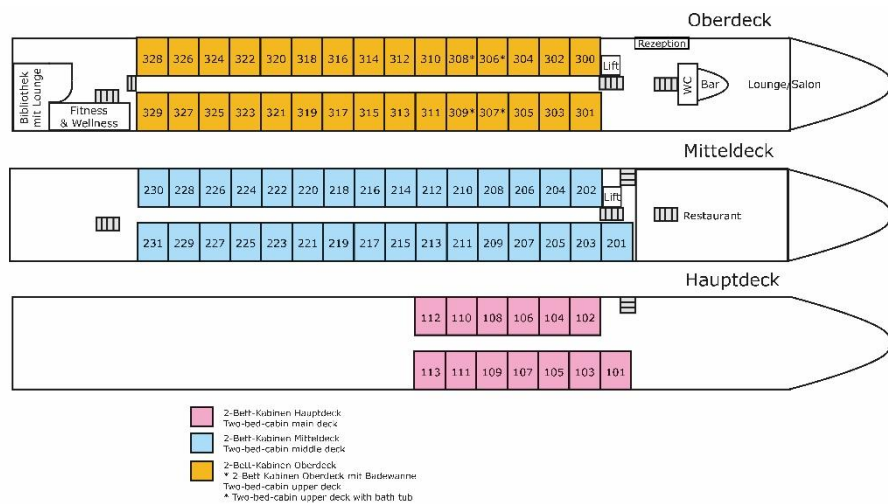 Oberdeck
Rezeption
328 326 324 322 320 318 316 314 312 310 308* 306* 304 302 300
Lift
Bibliothek
mit Lounge
WC
Bar
Lounge/Salon
Fitness
& Wellness
329 327 325 323 321 319 317 315 313 311 309* 307* 305 303 301
Mitteldeck
230 228 226 224 222 220 218 216 214 212 210 208 206 204 202
Lift
Restaurant
231 229 227 225 223 221 219 217 215 213 211 209 207 205 203 201
Hauptdeck
112 110 108 106 104 102
113 111 109 107 105 103 101
2-Bett-Kabinen Hauptdeck
Two-bed-cabin main deck
2-Bett-Kabinen Mitteldeck
Two-bed-cabin middle deck
2-Bett-Kabinen Oberdeck
* 2 Bett Kabinen Oberdeck mit Badewanne
Two-bed-cabin upper deck
* Two-bed-cabin upper deck with bath tub